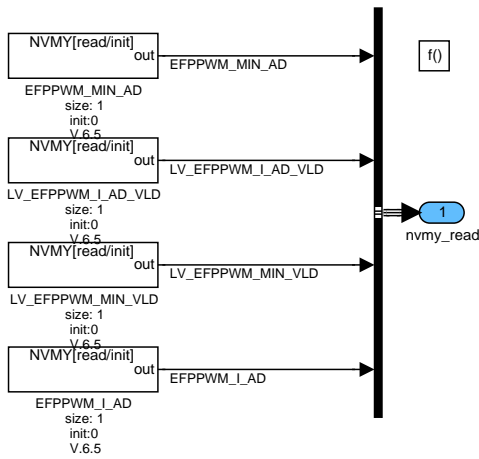 NVMY[read/init]
out
EFPPWM_MIN_AD
EFPPWM_MIN_AD
size: 1
init:0
V.6.5
f()
NVMY[read/init]
out
LV_EFPPWM_I_AD_VLD
LV_EFPPWM_I_AD_VLD
size: 1
init:0
V.6.5
1
nvmy_read
NVMY[read/init]
out
LV_EFPPWM_MIN_VLD
LV_EFPPWM_MIN_VLD
size: 1
init:0
V.6.5
NVMY[read/init]
out
EFPPWM_I_AD
EFPPWM_I_AD
size: 1
init:0
V.6.5